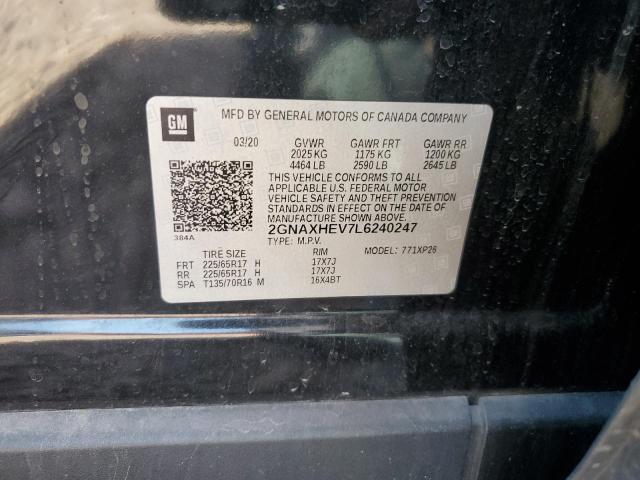 GM MFD BY GENERAL MOTORS OF CANADA COMPANY
03/20 GVWR GAWR FRT GAWR RR
2025 KG 1175 KG 1200 KG
4464 LB 2590 LB 2645 LB
THIS VEHICLE CONFORMS TO ALL
APPLICABLE U.S. FEDERAL MOTOR
VEHICLE SAFETY AND THEFT PREVENTION
STANDARDS IN EFFECT ON THE DATE OF
MANUFACTURE SHOWN ABOVE.
384A 2GNAXHEV7L6240247
TYPE: M.P.V. MODEL: 771XP26
TIRE SIZE RIM
FRT 225/65R17 H 17X7J
RR 225/65R17 H 17X7J
SPA T135/70R16 M 16X4BT